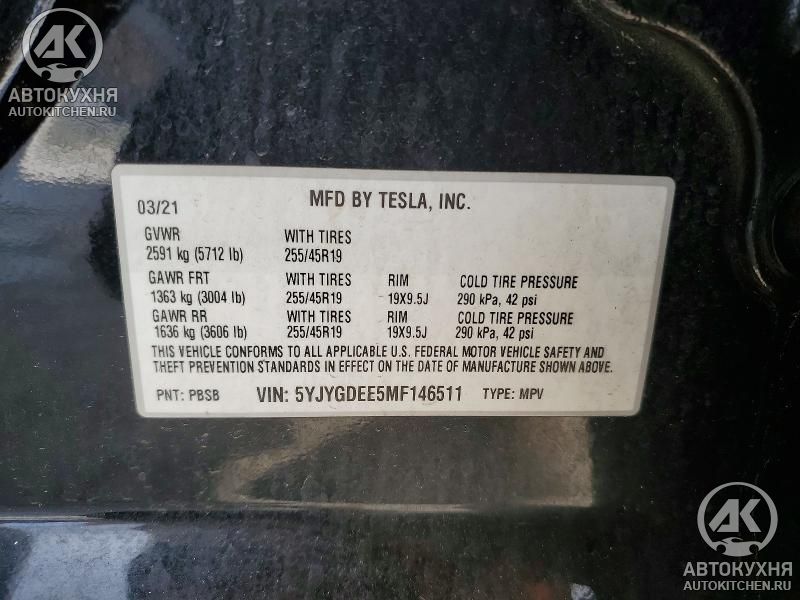 АК
АВТОКУХНЯ
AUTOKITCHEN.RU
03/21 MFD BY TESLA, INC.
GVWR WITH TIRES
2591 kg (5712 lb) 255/45R19
GAWR FRT WITH TIRES RIM COLD TIRE PRESSURE
1363 kg (3004 lb) 255/45R19 19X9.5J 290 kPa, 42 psi
GAWR RR WITH TIRES RIM COLD TIRE PRESSURE
1636 kg (3606 lb) 255/45R19 19X9.5J 290 kPa, 42 psi
THIS VEHICLE CONFORMS TO ALL APPLICABLE U.S. FEDERAL MOTOR VEHICLE SAFETY AND
THEFT PREVENTION STANDARDS IN EFFECT ON THE DATE OF MANUFACTURE SHOWN ABOVE.
PNT: PBSB VIN: 5YJYGDEE5MF146511 TYPE: MPV
АК
АВТОКУХНЯ
AUTOKITCHEN.RU